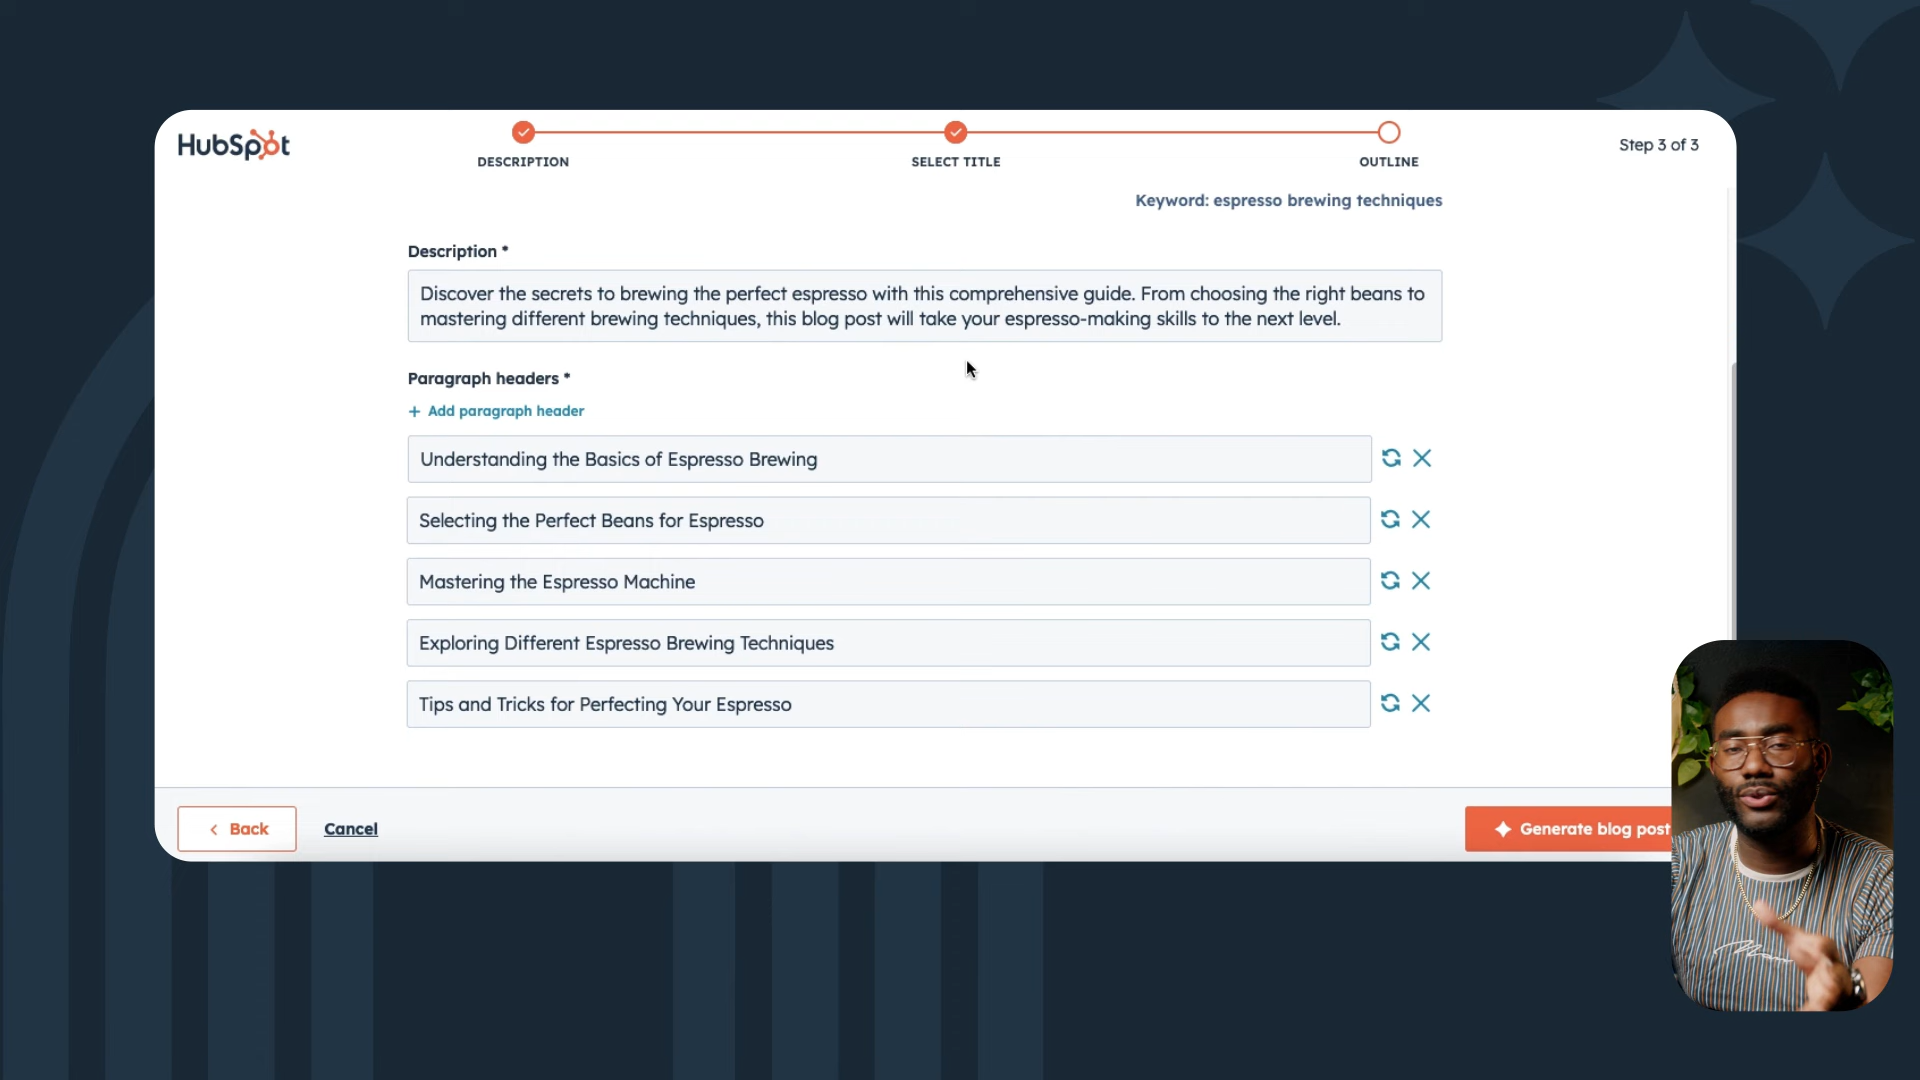 HubSpot
DESCRIPTION
SELECT TITLE
OUTLINE
Step 3 of 3
Keyword: espresso brewing techniques
Description *
Discover the secrets to brewing the perfect espresso with this comprehensive guide. From choosing the right beans to
mastering different brewing techniques, this blog post will take your espresso-making skills to the next level.
Paragraph headers *
+ Add paragraph header
Understanding the Basics of Espresso Brewing
Selecting the Perfect Beans for Espresso
Mastering the Espresso Machine
Exploring Different Espresso Brewing Techniques
Tips and Tricks for Perfecting Your Espresso
Back
Cancel
Generate blog post